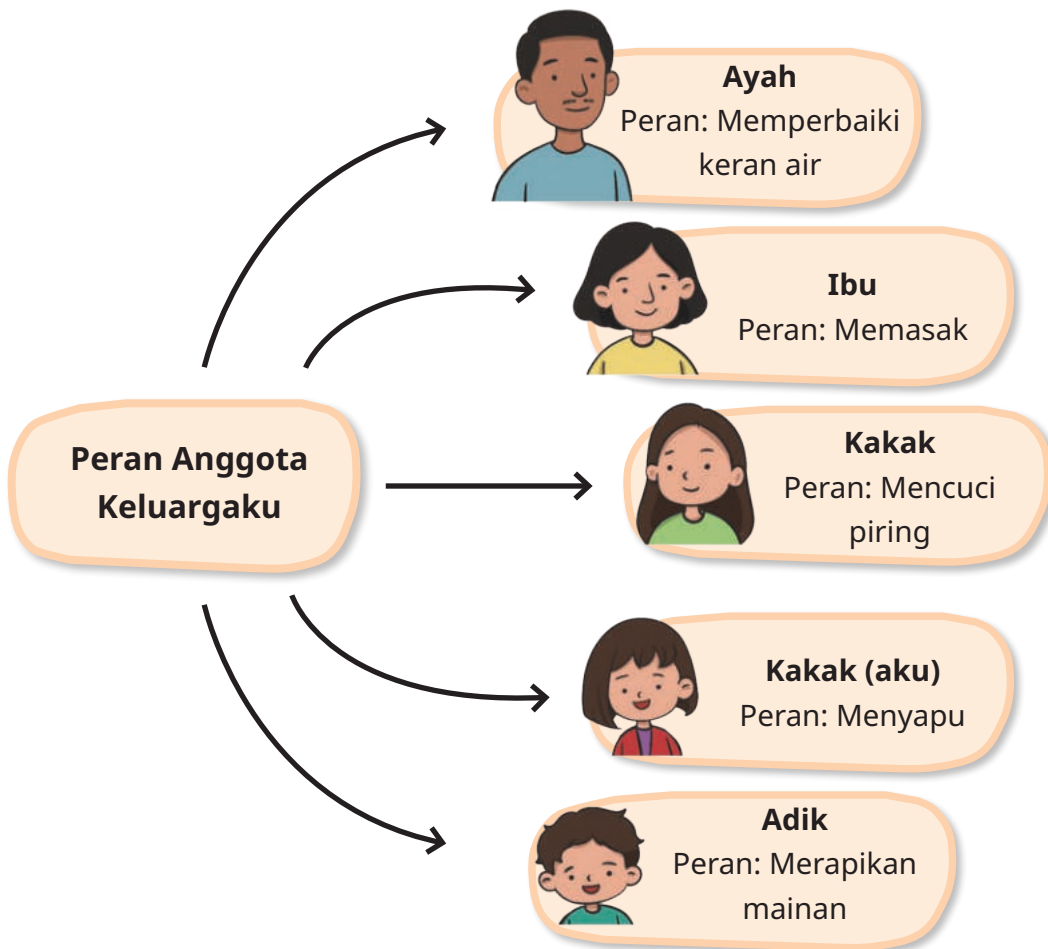 Ayah
Peran: Memperbaiki
keran air
Ibu
Peran: Memasak
Peran Anggota
Keluargaku
Kakak
Peran: Mencuci
piring
Kakak (aku)
Peran: Menyapu
Adik
Peran: Merapikan
mainan